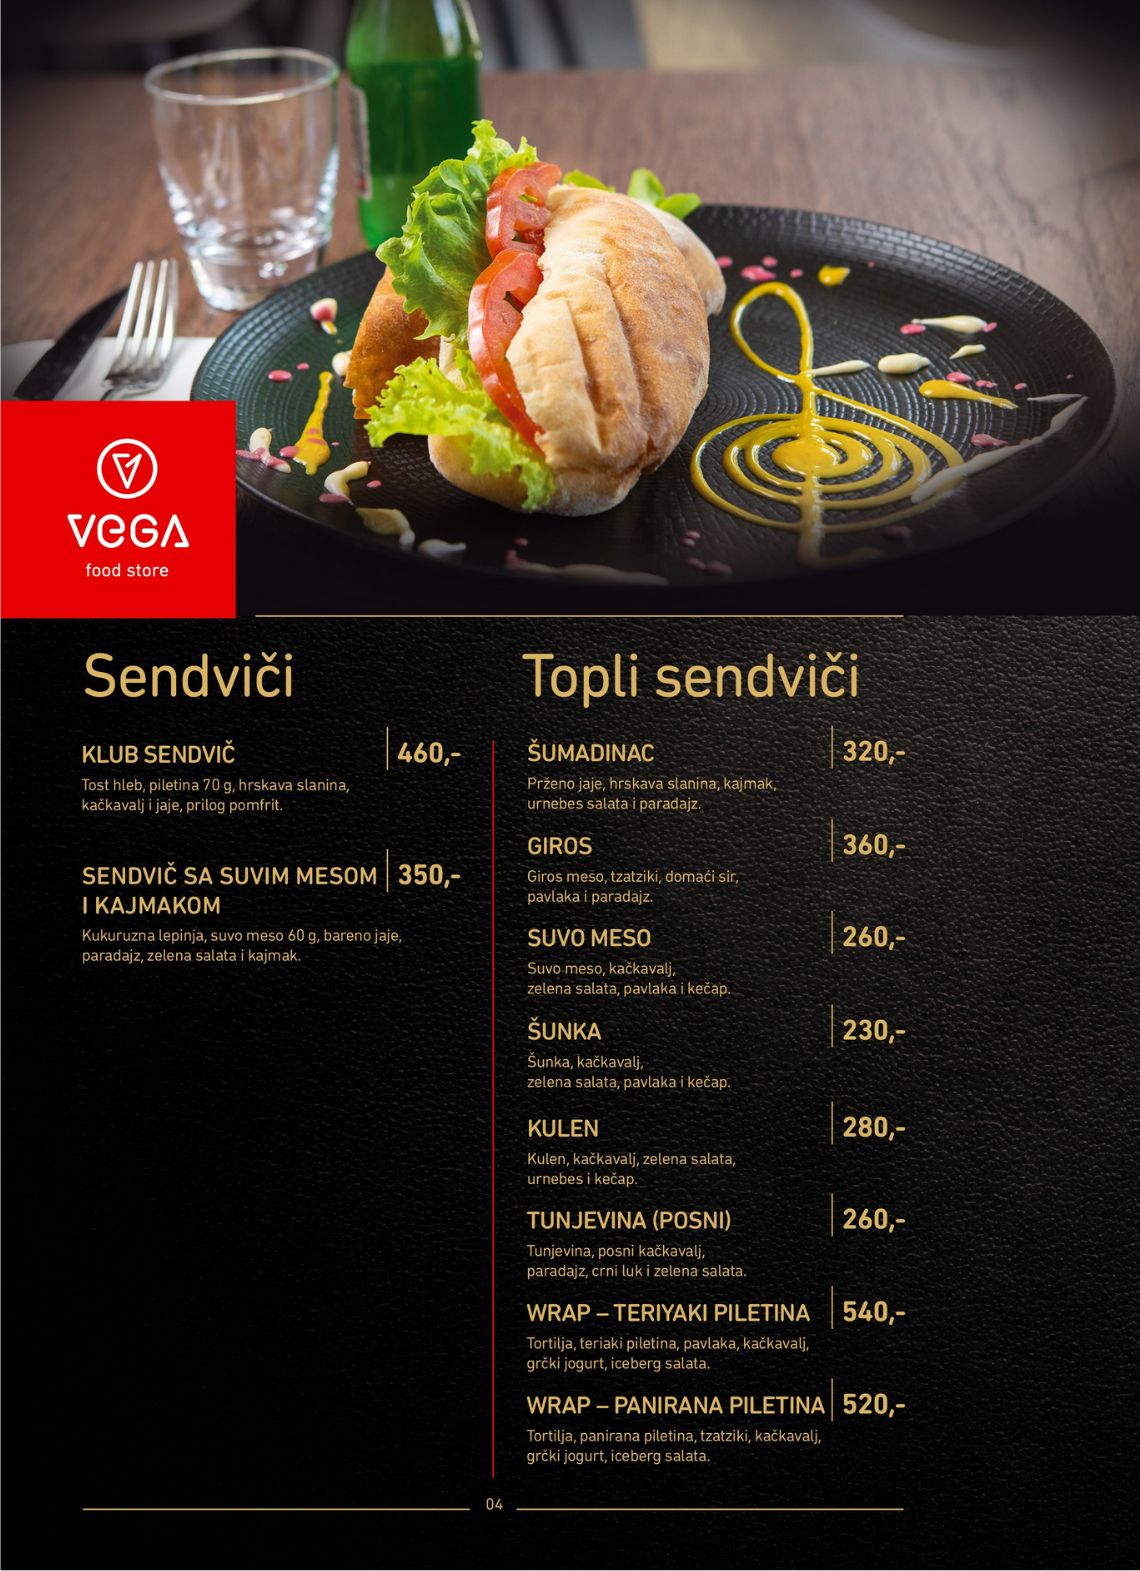 VEGA
food store
Sendviči
KLUB SENDVIČ 460,-
Tost hleb, piletina 70 g, hrskava slanina,
kačkavalj i jaje, prilog pomfrit.
SENDVIČ SA SUVIM MESOM 350,-
I KAJMAKOM
Kukuruzna lepinja, suvo meso 60 g, bareno jaje,
paradajz, zelena salata i kajmak.
Topli sendviči
ŠUMADINAC 320,-
Prženo jaje, hrskava slanina, kajmak,
urnebes salata i paradajz.
GIROS 360,-
Giros meso, tzatziki, domaći sir,
pavlaka i paradajz.
SUVO MESO 260,-
Suvo meso, kačkavalj,
zelena salata, pavlaka i kečap.
ŠUNKA 230,-
Šunka, kačkavalj,
zelena salata, pavlaka i kečap.
KULEN 280,-
Kulen, kačkavalj, zelena salata,
urnebes i kečap.
TUNJEVINA (POSNI) 260,-
Tunjevina, posni kačkavalj,
paradajz, crni luk i zelena salata.
WRAP – TERIYAKI PILETINA 540,-
Tortilja, teriaki piletina, pavlaka, kačkavalj,
grčki jogurt, iceberg salata.
WRAP – PANIRANA PILETINA 520,-
Tortilja, panirana piletina, tzatziki, kačkavalj,
grčki jogurt, iceberg salata.
04